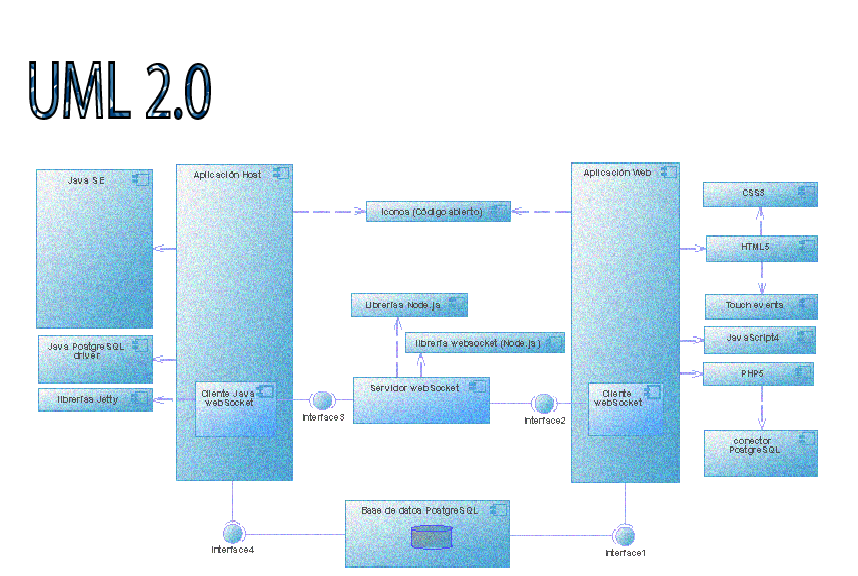 UML 2.0
Java SE
Aplicación Host
Aplicación Web
CSS3
Iconos (Código abierto)
HTML5
Touch events
Librerías Node.js
librería websocket (Node.js)
JavaScript4
Java PostgreSQL
driver
PHP5
Servidor webSocket
librerías Jetty
Cliente Java
webSocket
Cliente
webSocket
Interface3
Interface2
conector
PostgreSQL
Base de datos PostgreSQL
Interface4
Interface1